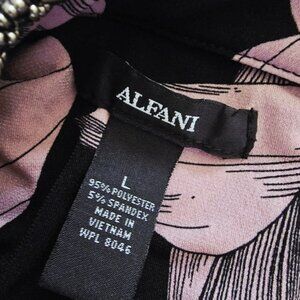 ALFANI
L
95% POLYESTER
5% SPANDEX
MADE IN
VIETNAM
WPL 8046